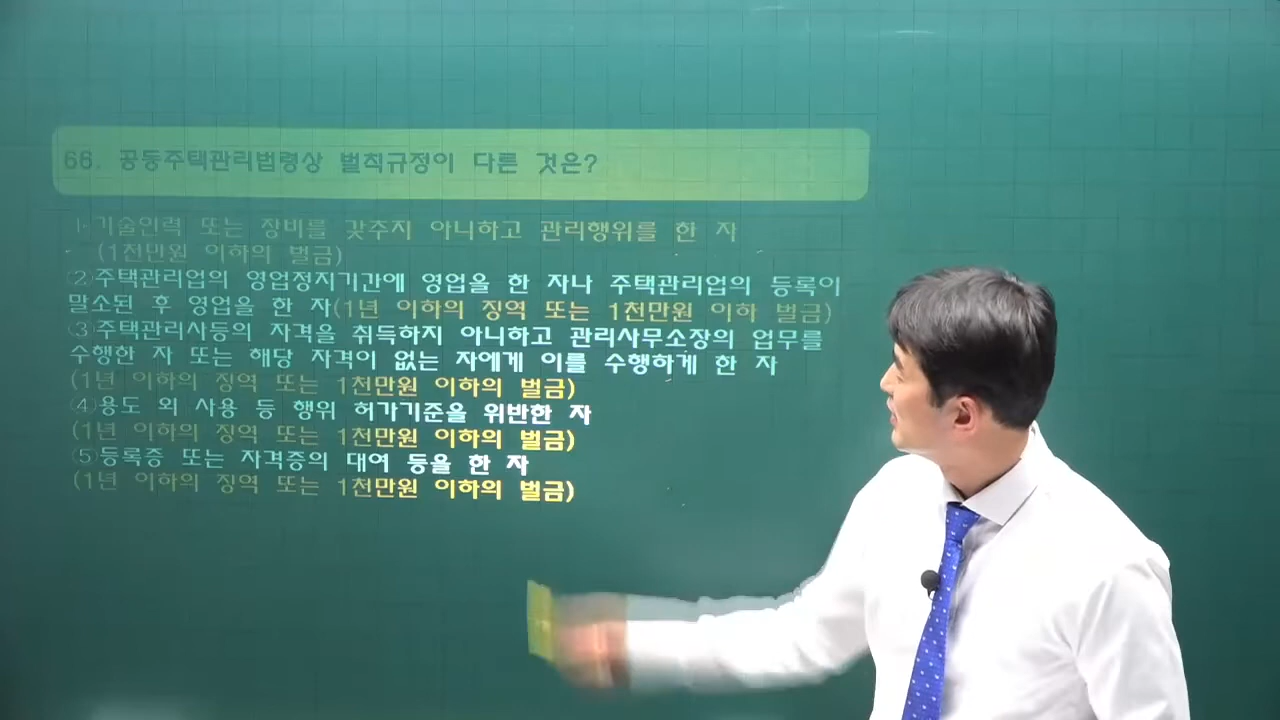 66. 공동주택관리법령상 벌칙규정이 다른 것은?
1 기술인력 또는 장비를 갖추지 아니하고 관리행위를 한 자
(1천만원 이하의 벌금)
②주택관리업의 영업정지기간에 영업을 한 자나 주택관리업의 등록이
말소된 후 영업을 한 자(1년 이하의 징역 또는 1천만원 이하 벌금)
③주택관리사등의 자격을 취득하지 아니하고 관리사무소장의 업무를
수행한 자 또는 해당 자격이 없는 자에게 이를 수행하게 한 자
(1년 이하의 징역 또는 1천만원 이하의 벌금)
④용도 외 사용 등 행위 허가기준을 위반한 자
(1년 이하의 징역 또는 1천만원 이하의 벌금)
⑤등록증 또는 자격증의 대여 등을 한 자
(1년 이하의 징역 또는 1천만원 이하의 벌금)